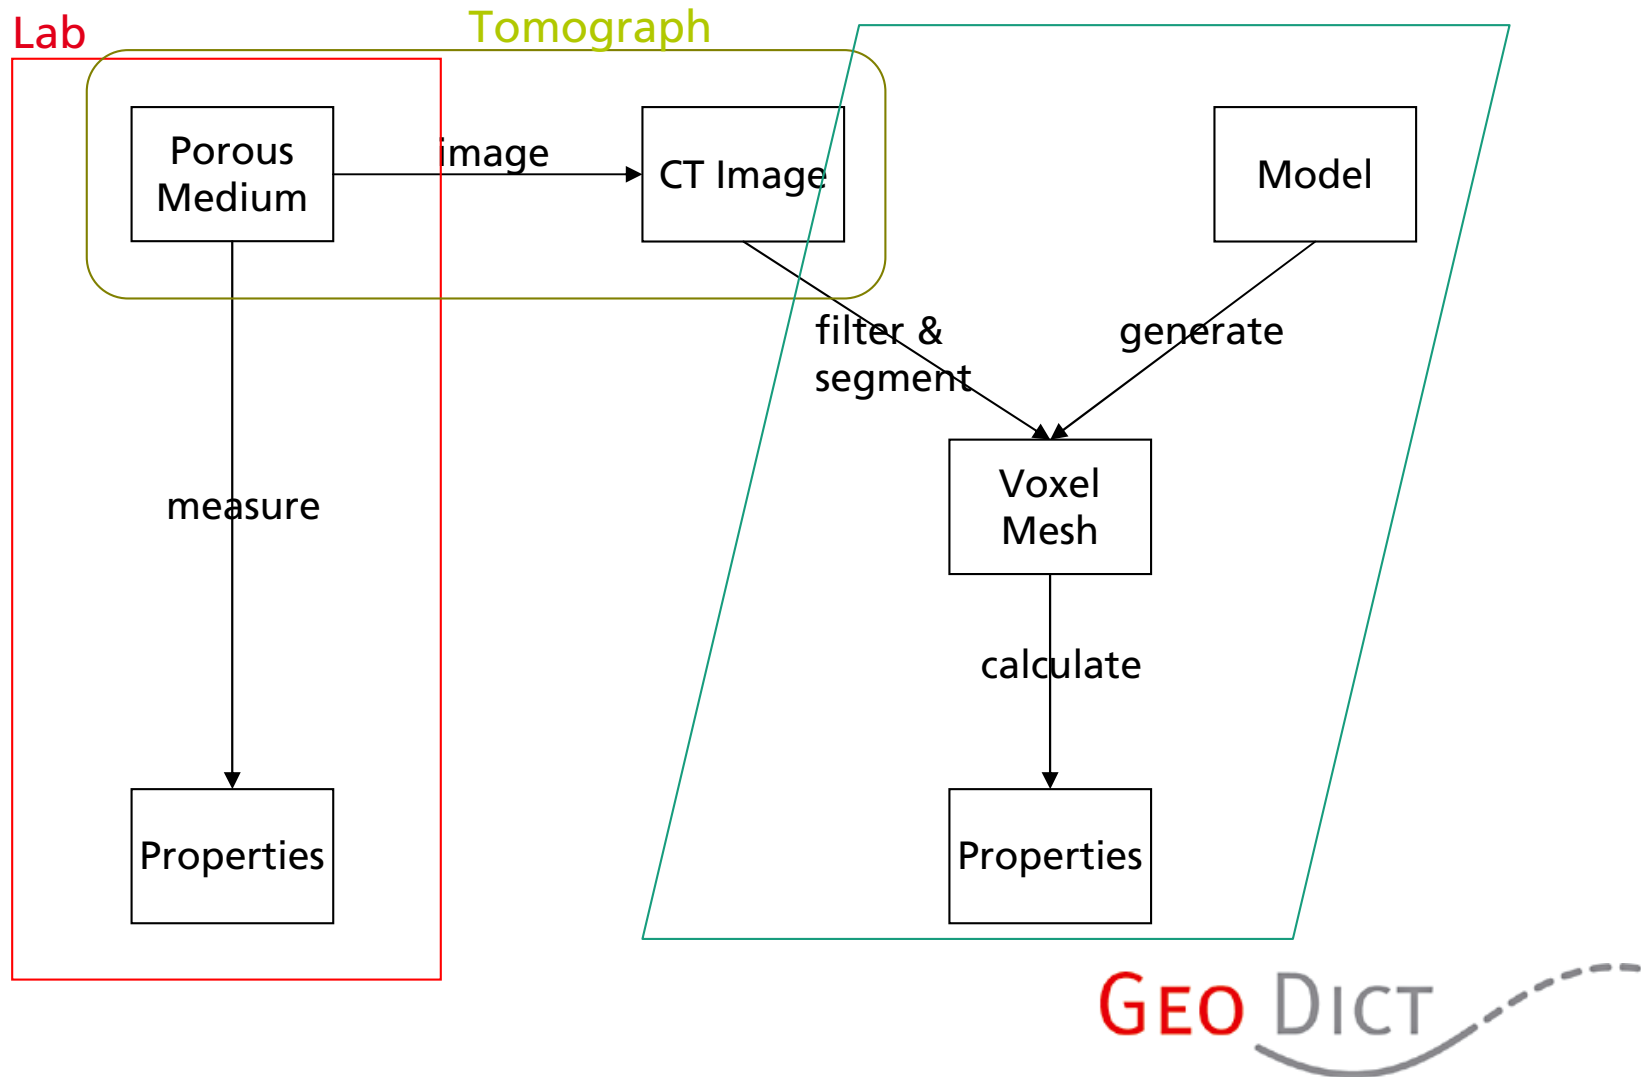 Lab
Tomograph
Porous
Medium
image
CT Image
Model
filter &
segment
generate
Voxel
Mesh
measure
calculate
Properties
Properties
GEO DICT